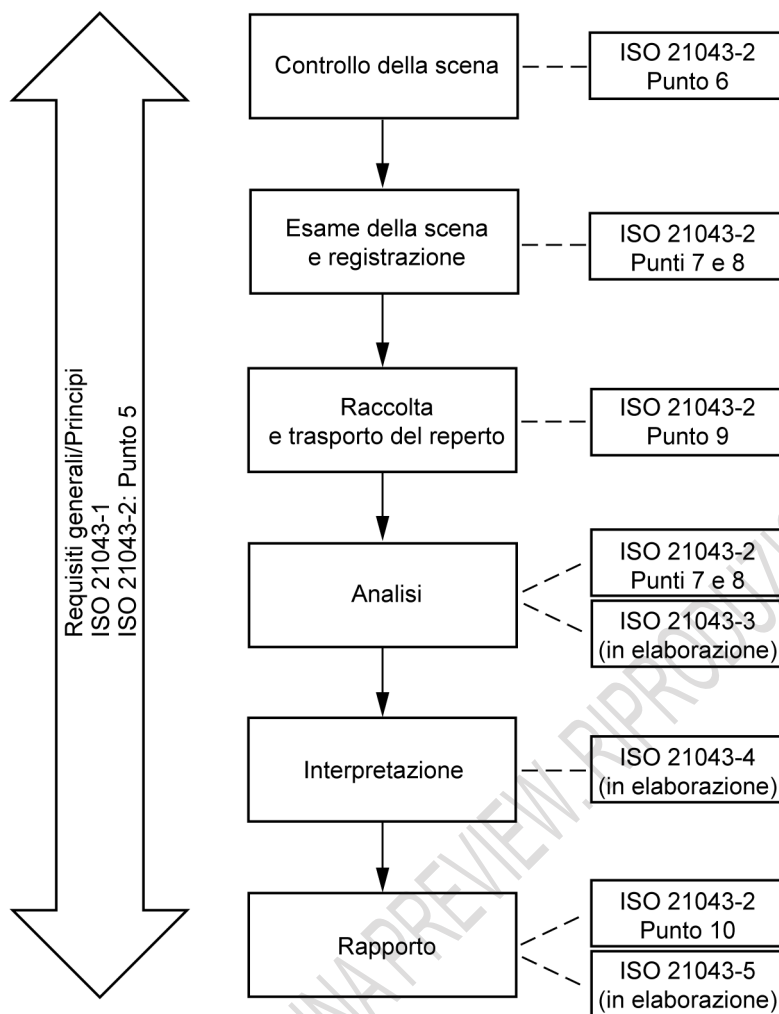 Controllo della scena
ISO 21043-2
Punto 6
Esame della scena
e registrazione
ISO 21043-2
Punti 7 e 8
Requisiti generali/Principi
ISO 21043-1
ISO 21043-2: Punto 5
Raccolta
e trasporto del reperto
ISO 21043-2
Punto 9
Analisi
ISO 21043-2
Punti 7 e 8
ISO 21043-3
(in elaborazione)
Interpretazione
ISO 21043-4
(in elaborazione)
Rapporto
ISO 21043-2
Punto 10
ISO 21043-5
(in elaborazione)
PREVIEW.